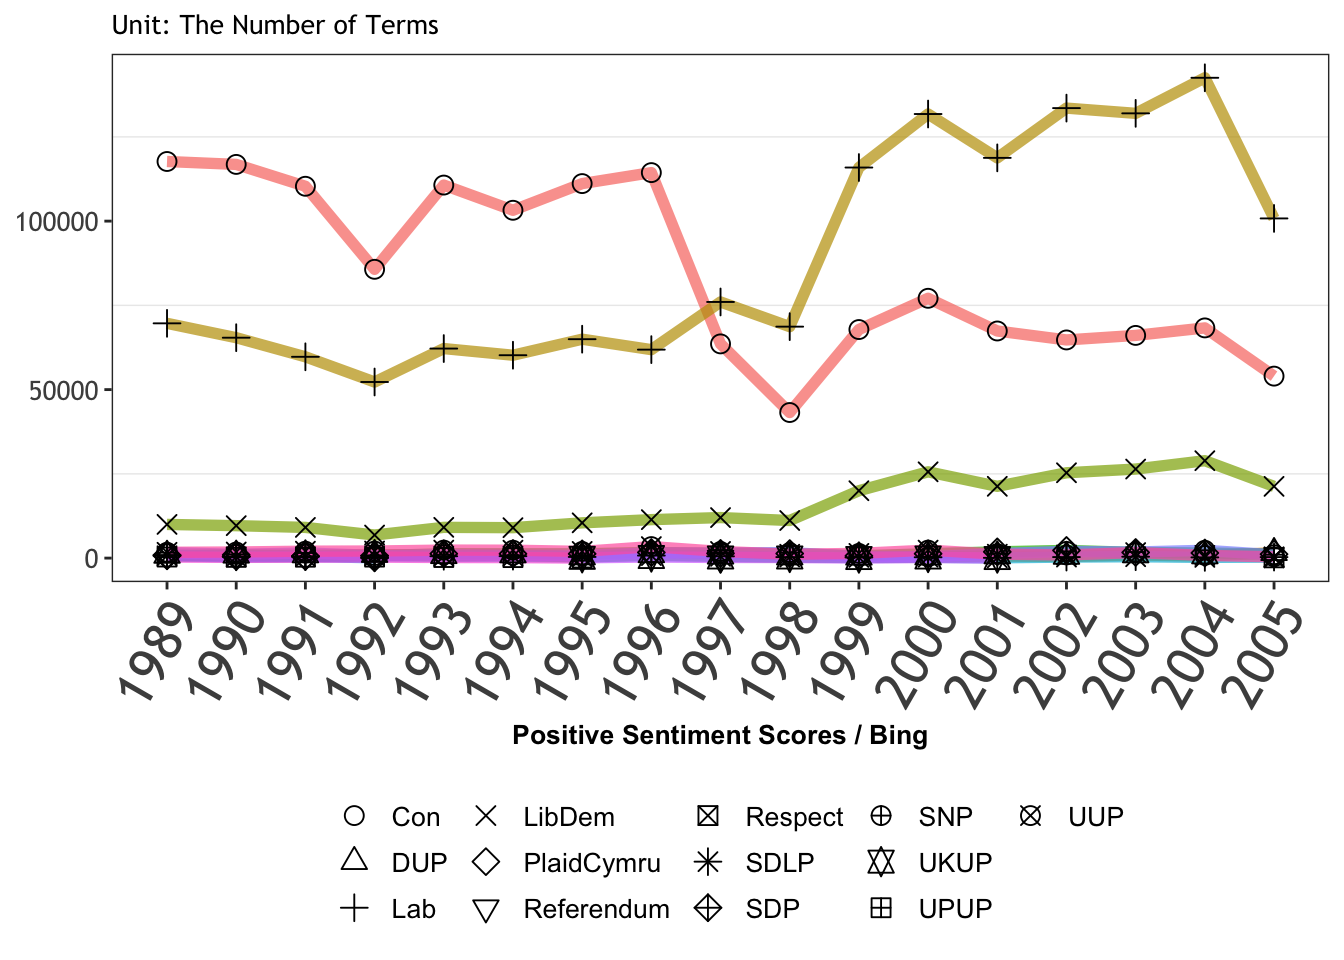 Unit: The Number of Terms
100000
50000
0
1989 1990 1991 1992 1993 1994 1995 1996 1997 1998 1999 2000 2001 2002 2003 2004 2005
Positive Sentiment Scores / Bing
Con LibDem Respect SNP UUP
DUP PlaidCymru SDLP UKUP
Lab Referendum SDP UPUP